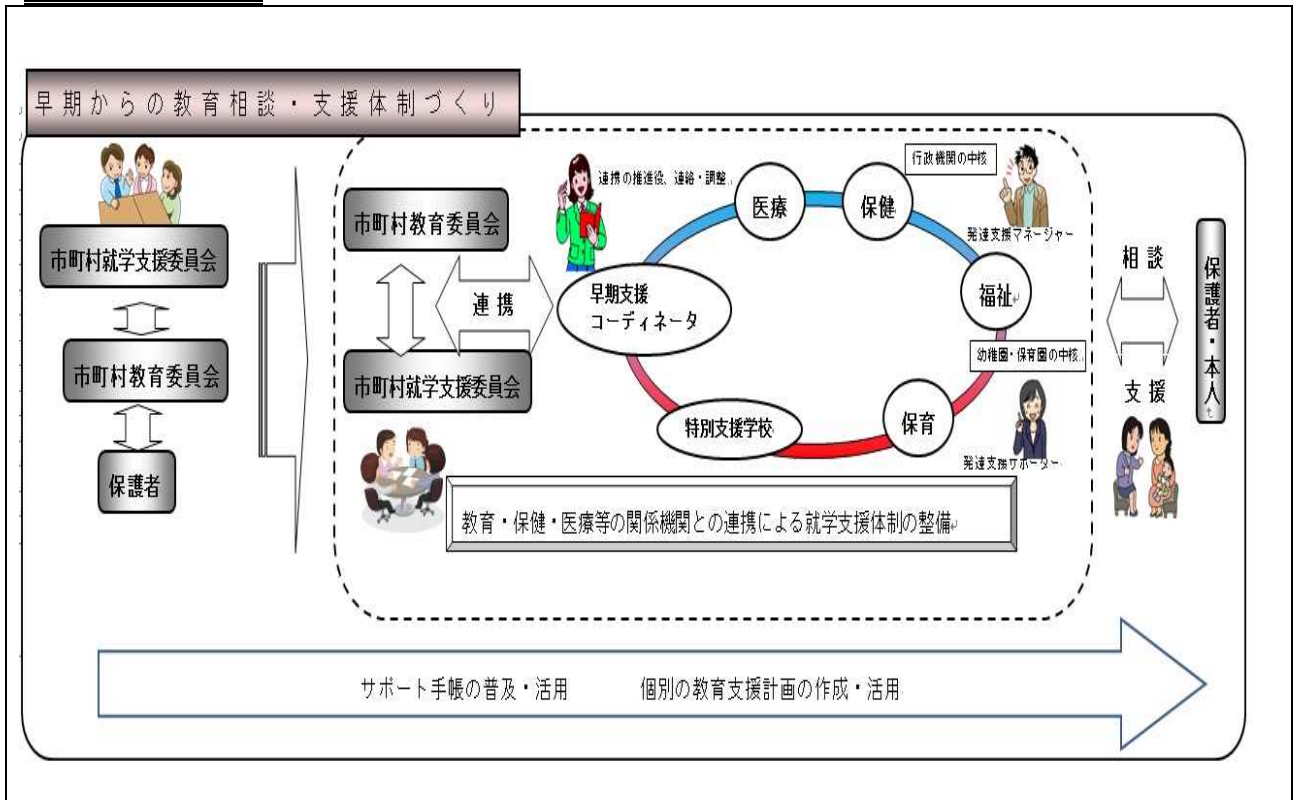 早期からの教育相談・支援体制づくり
市町村就学支援委員会
市町村教育委員会
保護者
市町村教育委員会
連携
市町村就学支援委員会
連携の推進役、連絡・調整
早期支援
コーディネータ
医療
保健
行政機関の中核
発達支援マネージャー
福祉
幼稚園・保育園の中核
保育
発達支援サポーター
特別支援学校
教育・保健・医療等の関係機関との連携による就学支援体制の整備
相談
支援
保護者・本人
サポート手帳の普及・活用 個別の教育支援計画の作成・活用